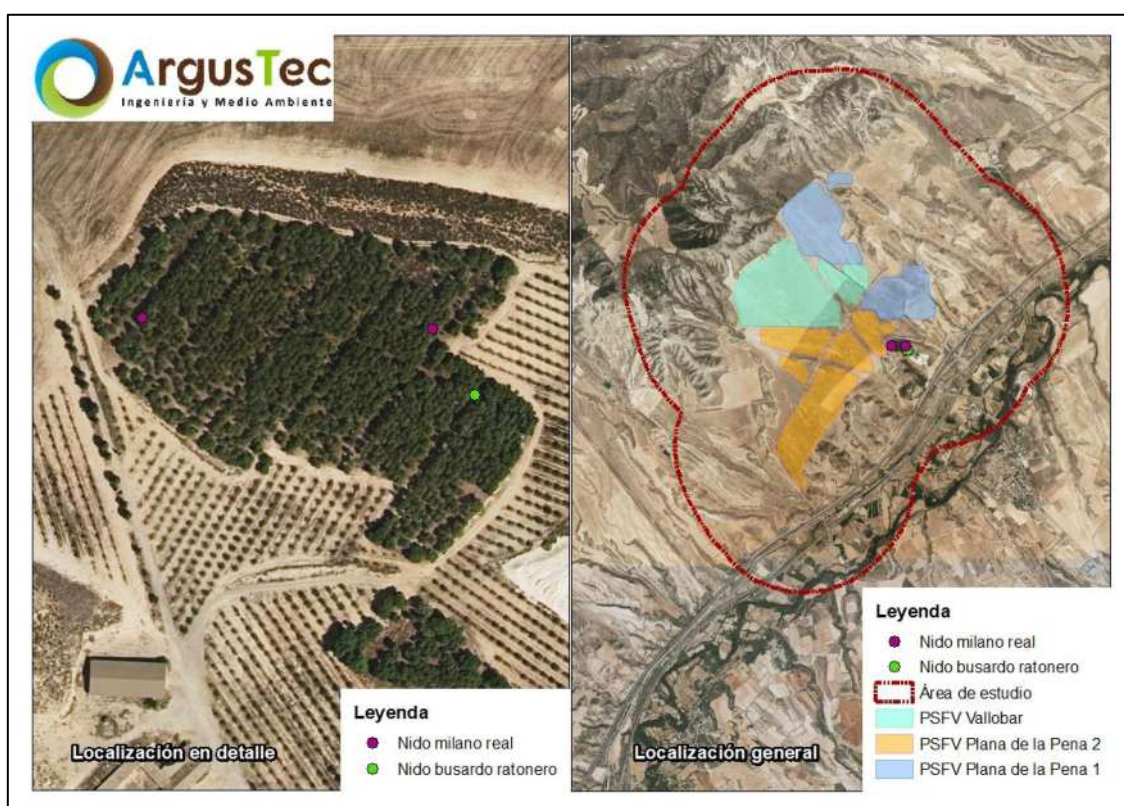 ArgusTec
Ingeniería y Medio Ambiente
Leyenda
Nido milano real
Nido busardo ratonero
Localización en detalle
Leyenda
Nido milano real
Nido busardo ratonero
Área de estudio
PSFV Vallobar
PSFV Plana de la Pena 2
PSFV Plana de la Pena 1
Localización general